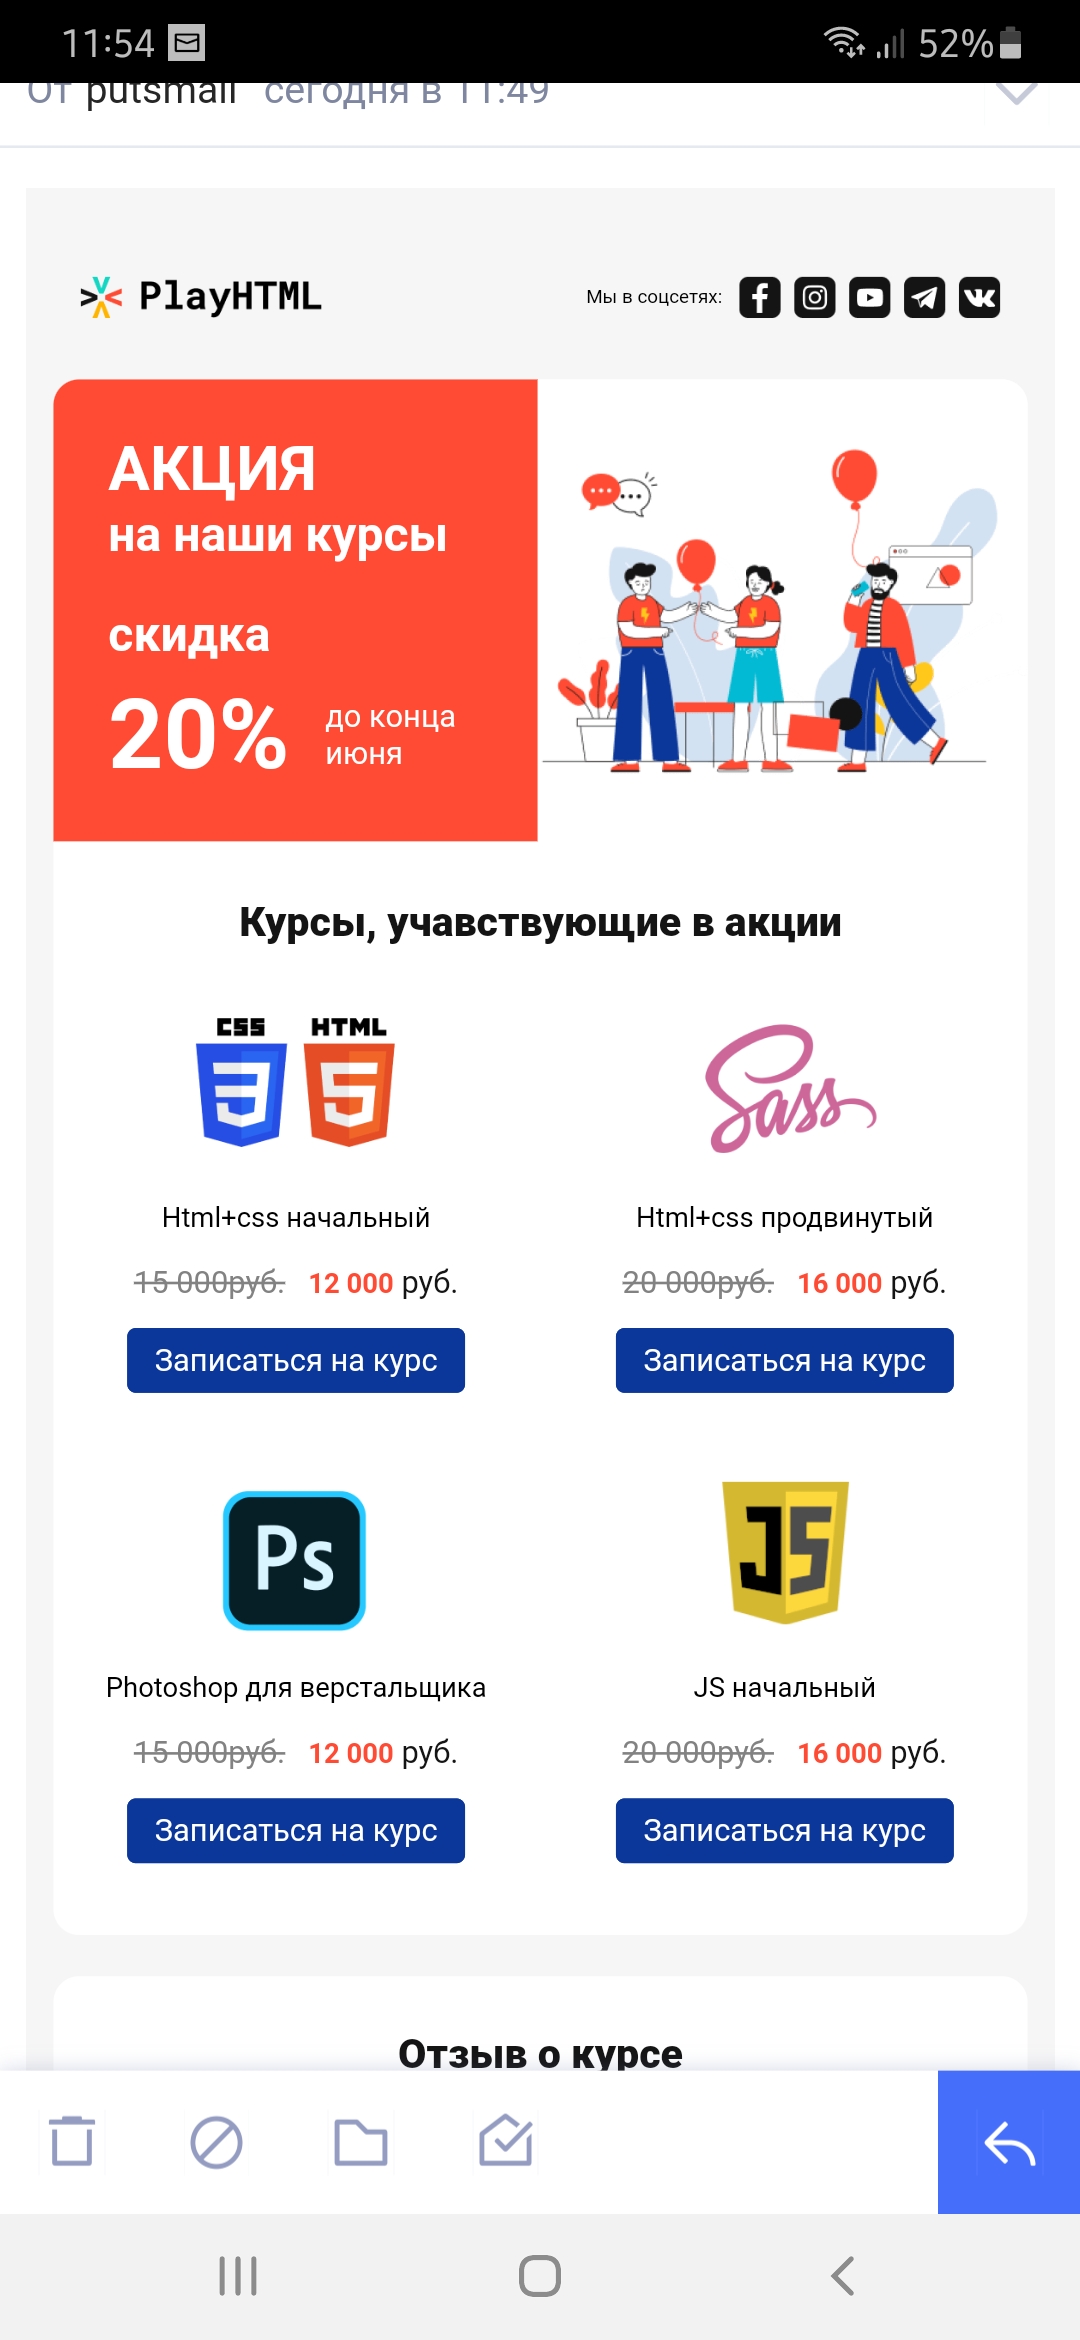 11:54 52%
От putsmail сегодня в 11:49
PlayHTML
Мы в соцсетях:
АКЦИЯ
на наши курсы
скидка
20% до конца
июня
Курсы, учавствующие в акции
CSS HTML
Sass
Html+css начальный
Html+css продвинутый
15 000руб. 12 000 руб.
20 000руб. 16 000 руб.
Записаться на курс
Записаться на курс
Ps
JS
Photoshop для верстальщика
JS начальный
15 000руб. 12 000 руб.
20 000руб. 16 000 руб.
Записаться на курс
Записаться на курс
Отзыв о курсе